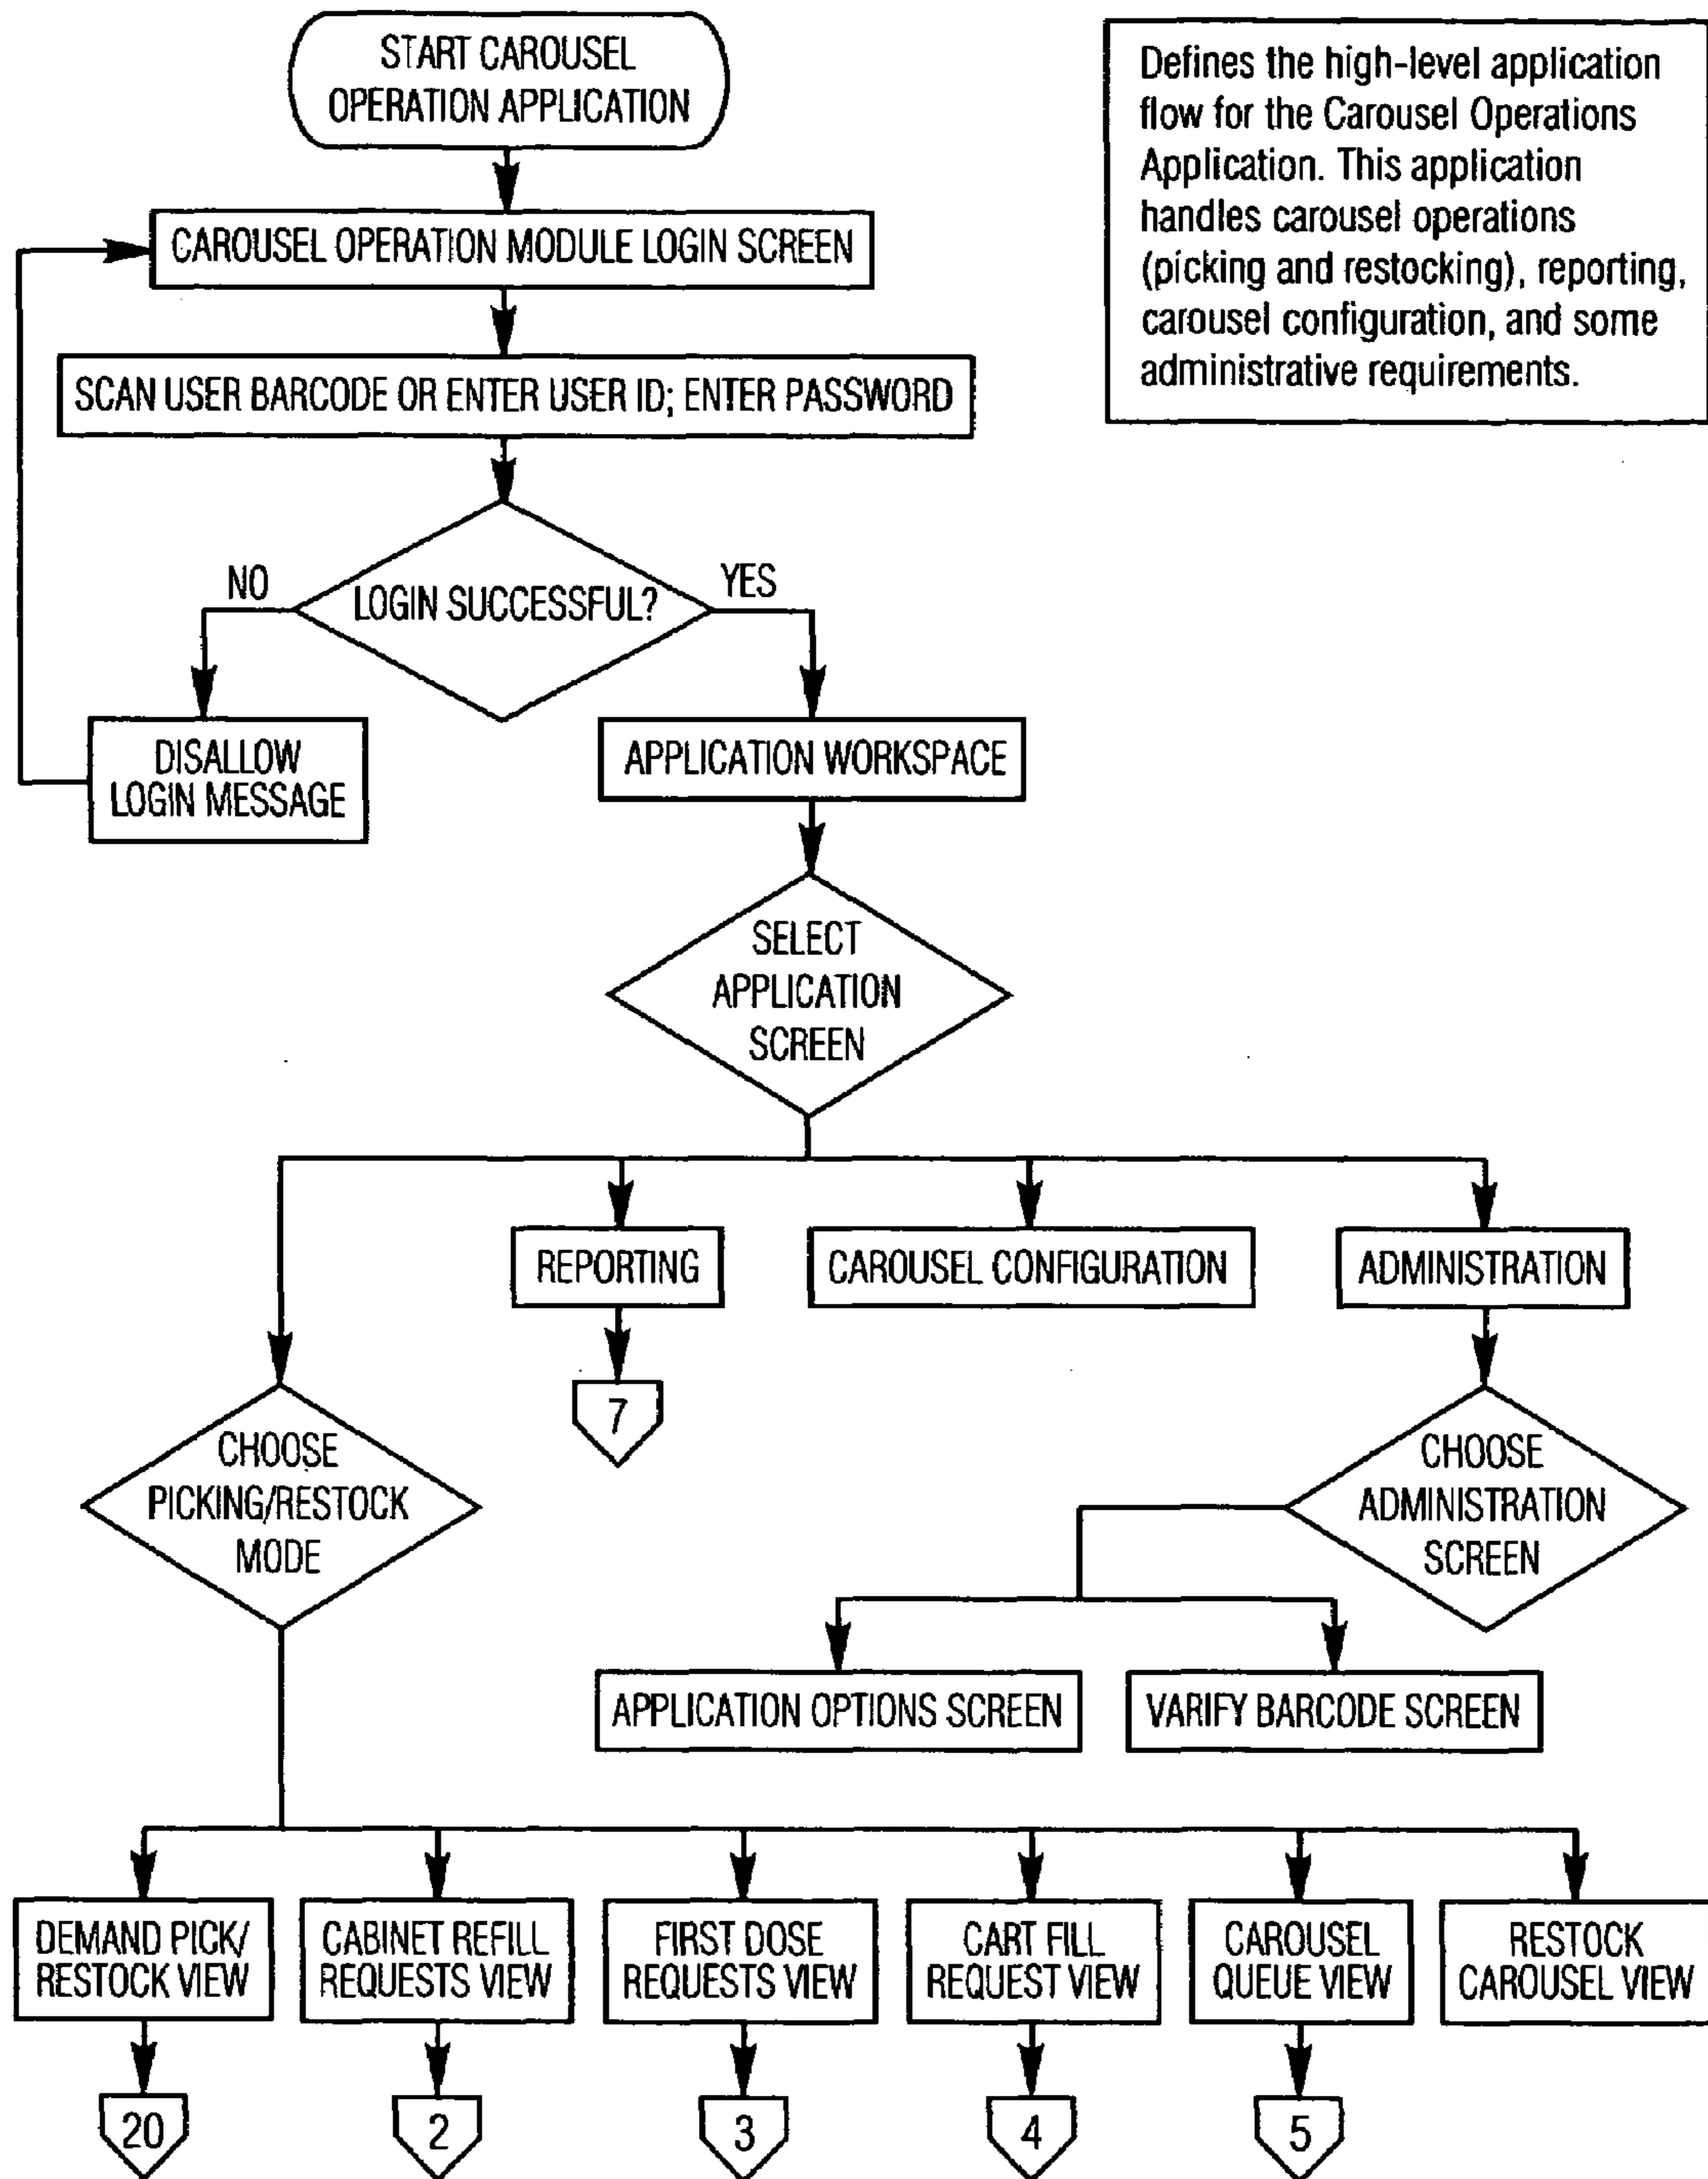 START CAROUSEL
OPERATION APPLICATION
Defines the high-level application
flow for the Carousel Operations
Application. This application
handles carousel operations
(picking and restocking), reporting,
carousel configuration, and some
administrative requirements.
CAROUSEL OPERATION MODULE LOGIN SCREEN
SCAN USER BARCODE OR ENTER USER ID; ENTER PASSWORD
LOGIN SUCCESSFUL?
NO
YES
DISALLOW
LOGIN MESSAGE
APPLICATION WORKSPACE
SELECT
APPLICATION
SCREEN
REPORTING
CAROUSEL CONFIGURATION
ADMINISTRATION
7
CHOOSE
PICKING/RESTOCK
MODE
CHOOSE
ADMINISTRATION
SCREEN
APPLICATION OPTIONS SCREEN
VARIFY BARCODE SCREEN
DEMAND PICK/
RESTOCK VIEW
CABINET REFILL
REQUESTS VIEW
FIRST DOSE
REQUESTS VIEW
CART FILL
REQUEST VIEW
CAROUSEL
QUEUE VIEW
RESTOCK
CAROUSEL VIEW
20
2
3
4
5